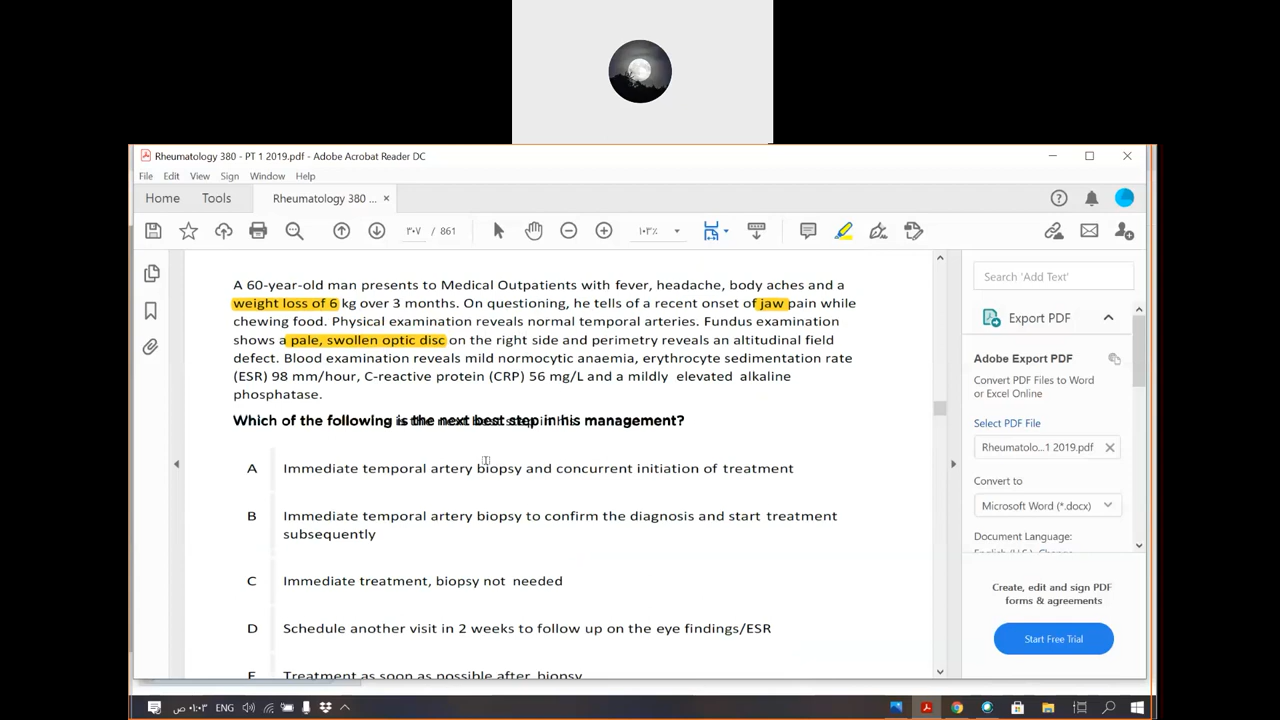 Rheumatology 380 - PT 1 2019.pdf - Adobe Acrobat Reader DC
File Edit View Sign Window Help
Home Tools Rheumatology 380 ... ×
٣٠٧ / 861 ١٠٣٪
A 60-year-old man presents to Medical Outpatients with fever, headache, body aches and a
weight loss of 6 kg over 3 months. On questioning, he tells of a recent onset of jaw pain while
chewing food. Physical examination reveals normal temporal arteries. Fundus examination
shows a pale, swollen optic disc on the right side and perimetry reveals an altitudinal field
defect. Blood examination reveals mild normocytic anaemia, erythrocyte sedimentation rate
(ESR) 98 mm/hour, C-reactive protein (CRP) 56 mg/L and a mildly elevated alkaline
phosphatase.
Which of the following is the next best step in his management?
A Immediate temporal artery biopsy and concurrent initiation of treatment
B Immediate temporal artery biopsy to confirm the diagnosis and start treatment
subsequently
C Immediate treatment, biopsy not needed
D Schedule another visit in 2 weeks to follow up on the eye findings/ESR
E Treatment as soon as possible after biopsy
Search 'Add Text'
Export PDF
Adobe Export PDF
Convert PDF Files to Word
or Excel Online
Select PDF File
Rheumatolo...1 2019.pdf
Convert to
Microsoft Word (*.docx)
Document Language:
Create, edit and sign PDF
forms & agreements
Start Free Trial
ص ٠١:٠٣ ENG